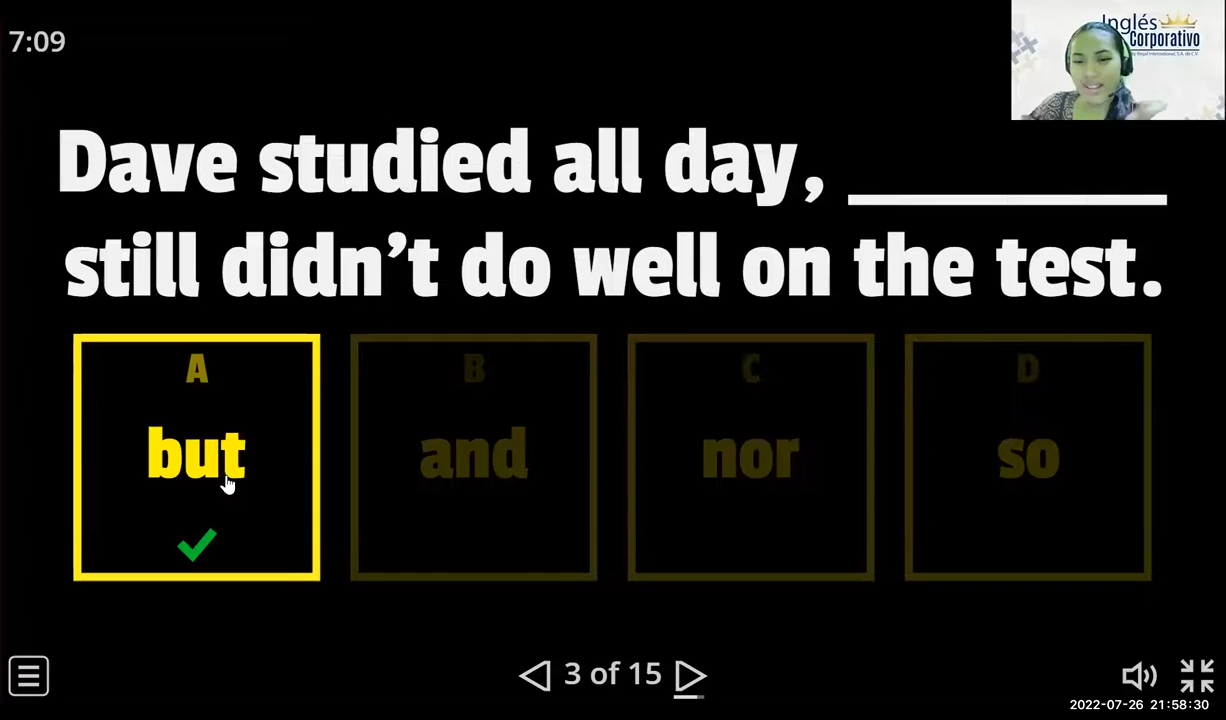 7:09
Inglés
Corporativo
Dave studied all day, ________
still didn't do well on the test.
A
but
B
and
C
nor
D
so
3 of 15
2022-07-26 21:58:30